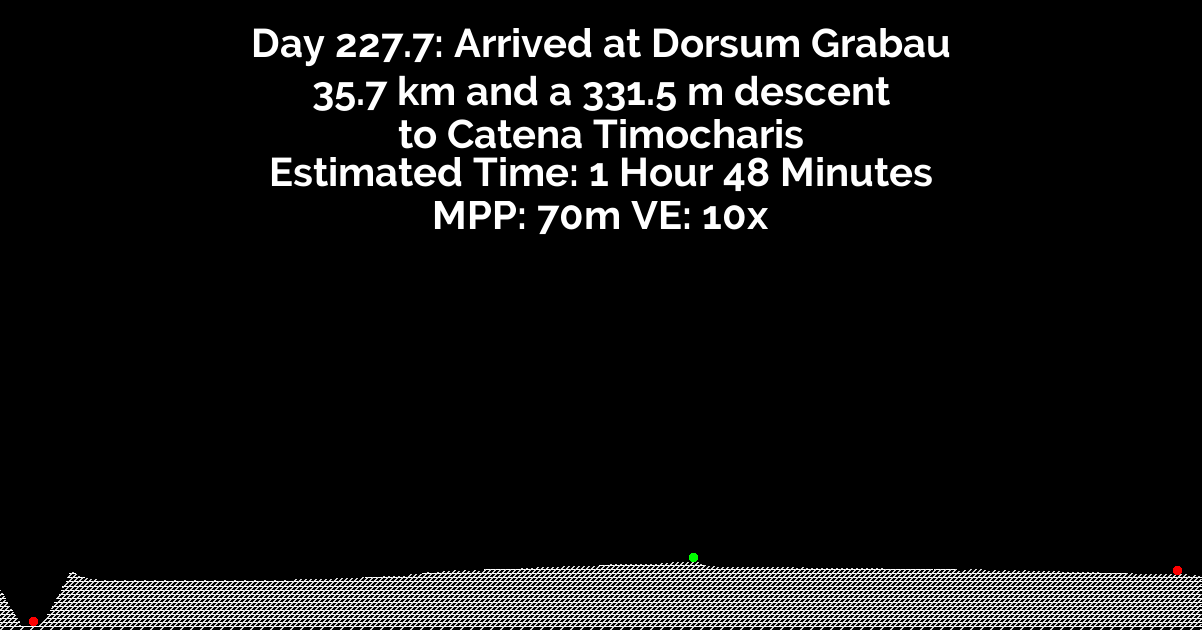 Day 227.7: Arrived at Dorsum Grabau
35.7 km and a 331.5 m descent
to Catena Timocharis
Estimated Time: 1 Hour 48 Minutes
MPP: 70m VE: 10x